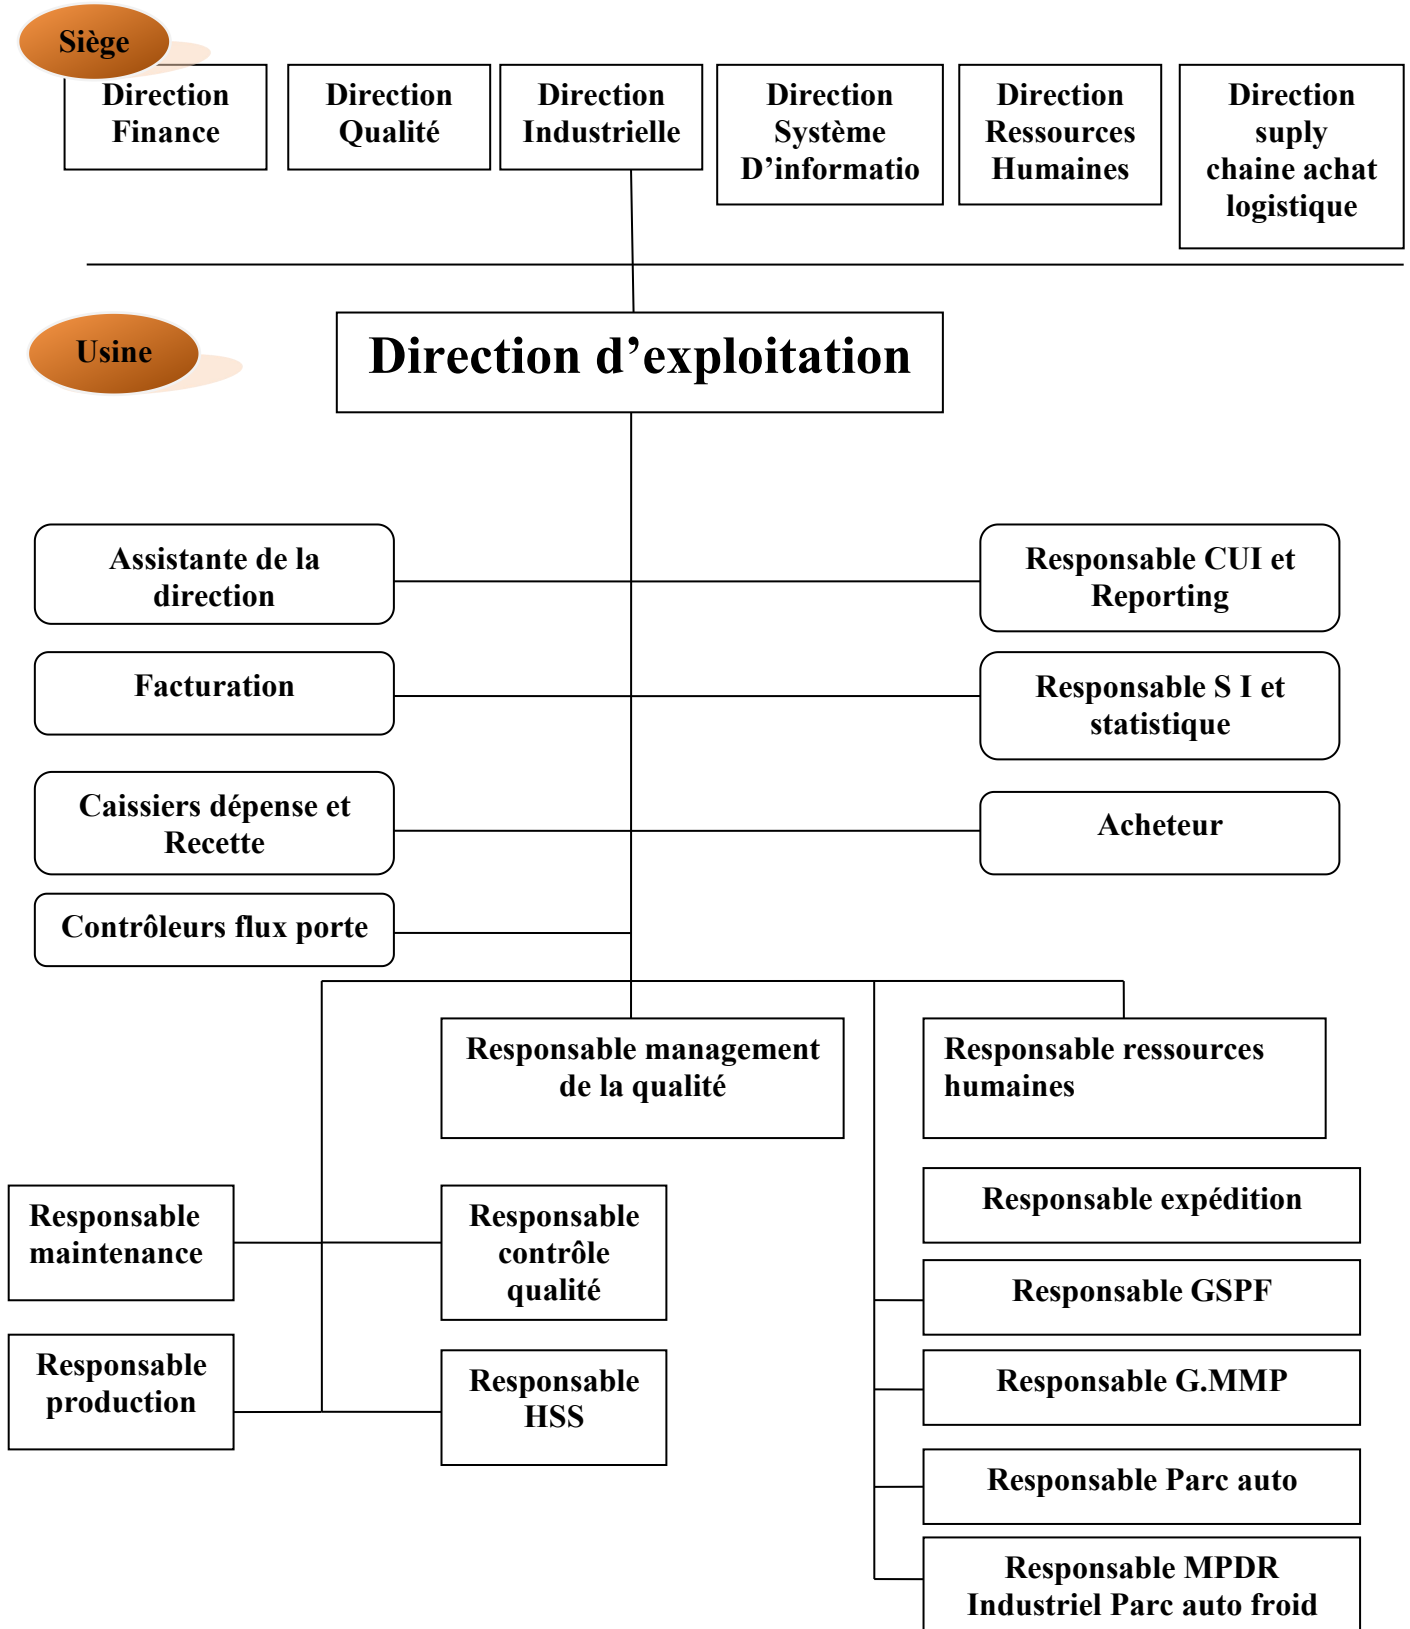 Siège
Direction
Finance
Direction
Qualité
Direction
Industrielle
Direction
Système
D’informatio
Direction
Ressources
Humaines
Direction
suply
chaine achat
logistique
Usine
Direction d’exploitation
Assistante de la
direction
Responsable CUI et
Reporting
Facturation
Responsable S I et
statistique
Caissiers dépense et
Recette
Acheteur
Contrôleurs flux porte
Responsable management
de la qualité
Responsable ressources
humaines
Responsable
maintenance
Responsable
contrôle
qualité
Responsable expédition
Responsable GSPF
Responsable
production
Responsable
HSS
Responsable G.MMP
Responsable Parc auto
Responsable MPDR
Industriel Parc auto froid